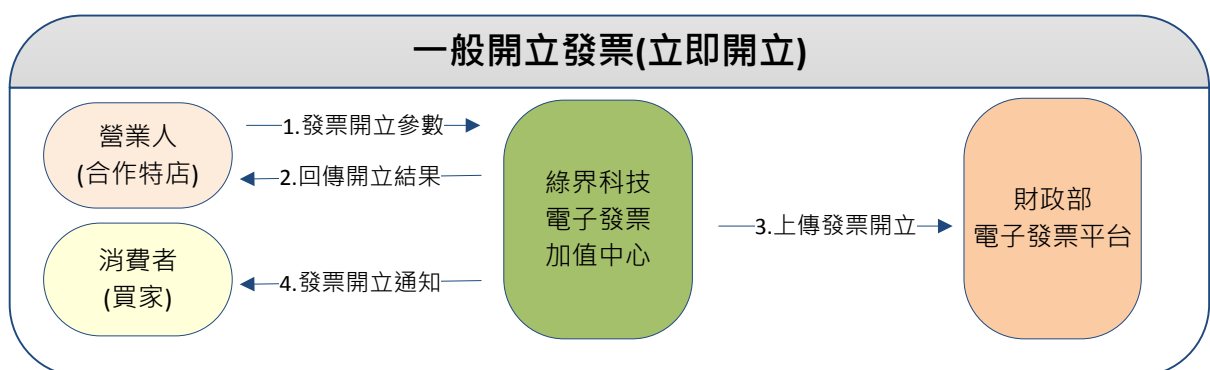 一般開立發票(立即開立)
營業人
(合作特店)
1.發票開立參數
2.回傳開立結果
綠界科技
電子發票
加值中心
3.上傳發票開立
財政部
電子發票平台
消費者
(買家)
4.發票開立通知